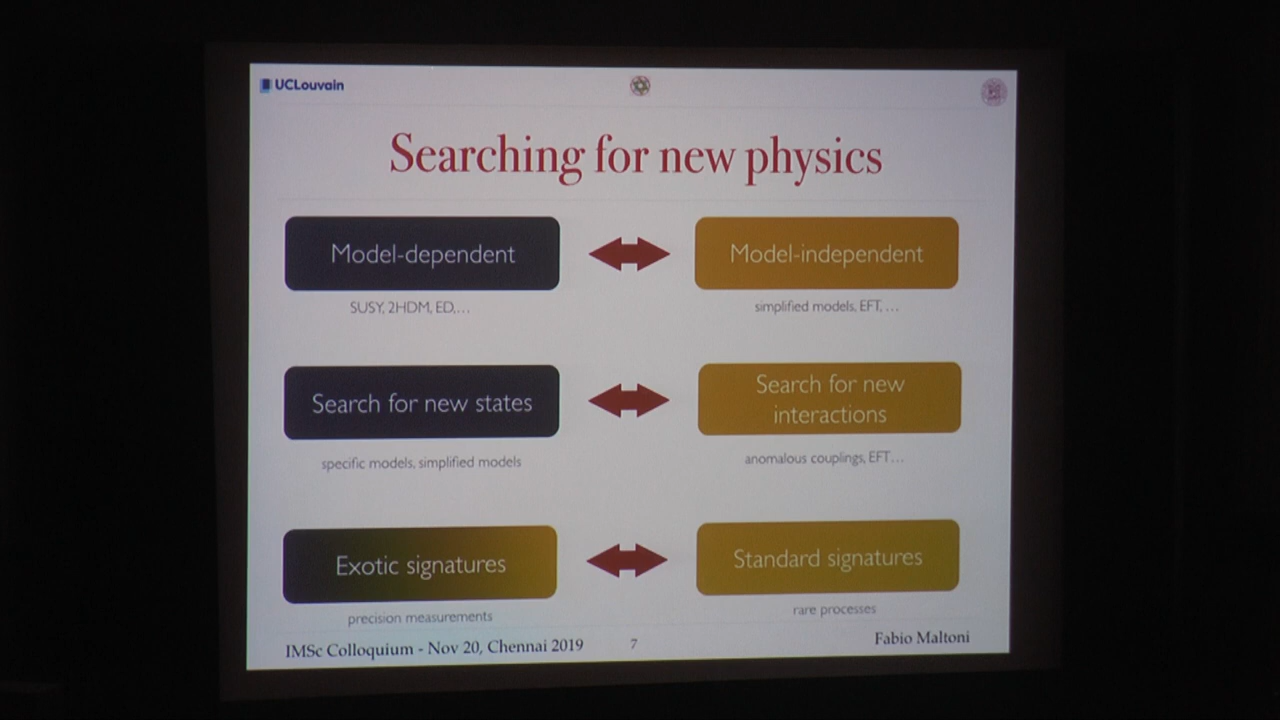 UCLouvain
Searching for new physics
Model-dependent
Model-independent
SUSY, 2HDM, ED,...
simplified models, EFT, ...
Search for new states
Search for new
interactions
specific models, simplified models
anomalous couplings, EFT...
Exotic signatures
Standard signatures
precision measurements
rare processes
IMSc Colloquium - Nov 20, Chennai 2019
7
Fabio Maltoni